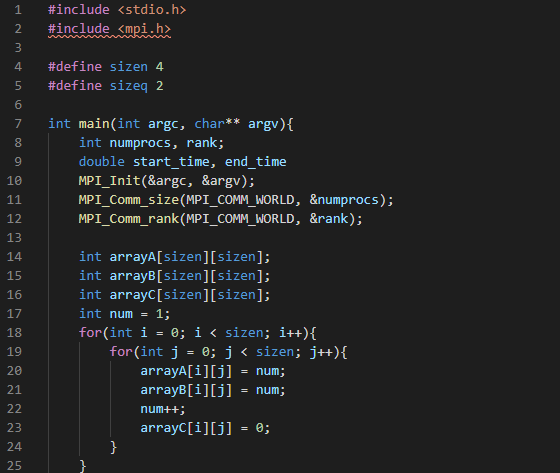 1 #include <stdio.h>
2 #include <mpi.h>
3
4 #define sizen 4
5 #define sizeq 2
6
7 int main(int argc, char** argv){
8     int numprocs, rank;
9     double start_time, end_time
10     MPI_Init(&argc, &argv);
11     MPI_Comm_size(MPI_COMM_WORLD, &numprocs);
12     MPI_Comm_rank(MPI_COMM_WORLD, &rank);
13
14     int arrayA[sizen][sizen];
15     int arrayB[sizen][sizen];
16     int arrayC[sizen][sizen];
17     int num = 1;
18     for(int i = 0; i < sizen; i++){
19         for(int j = 0; j < sizen; j++){
20             arrayA[i][j] = num;
21             arrayB[i][j] = num;
22             num++;
23             arrayC[i][j] = 0;
24         }
25     }